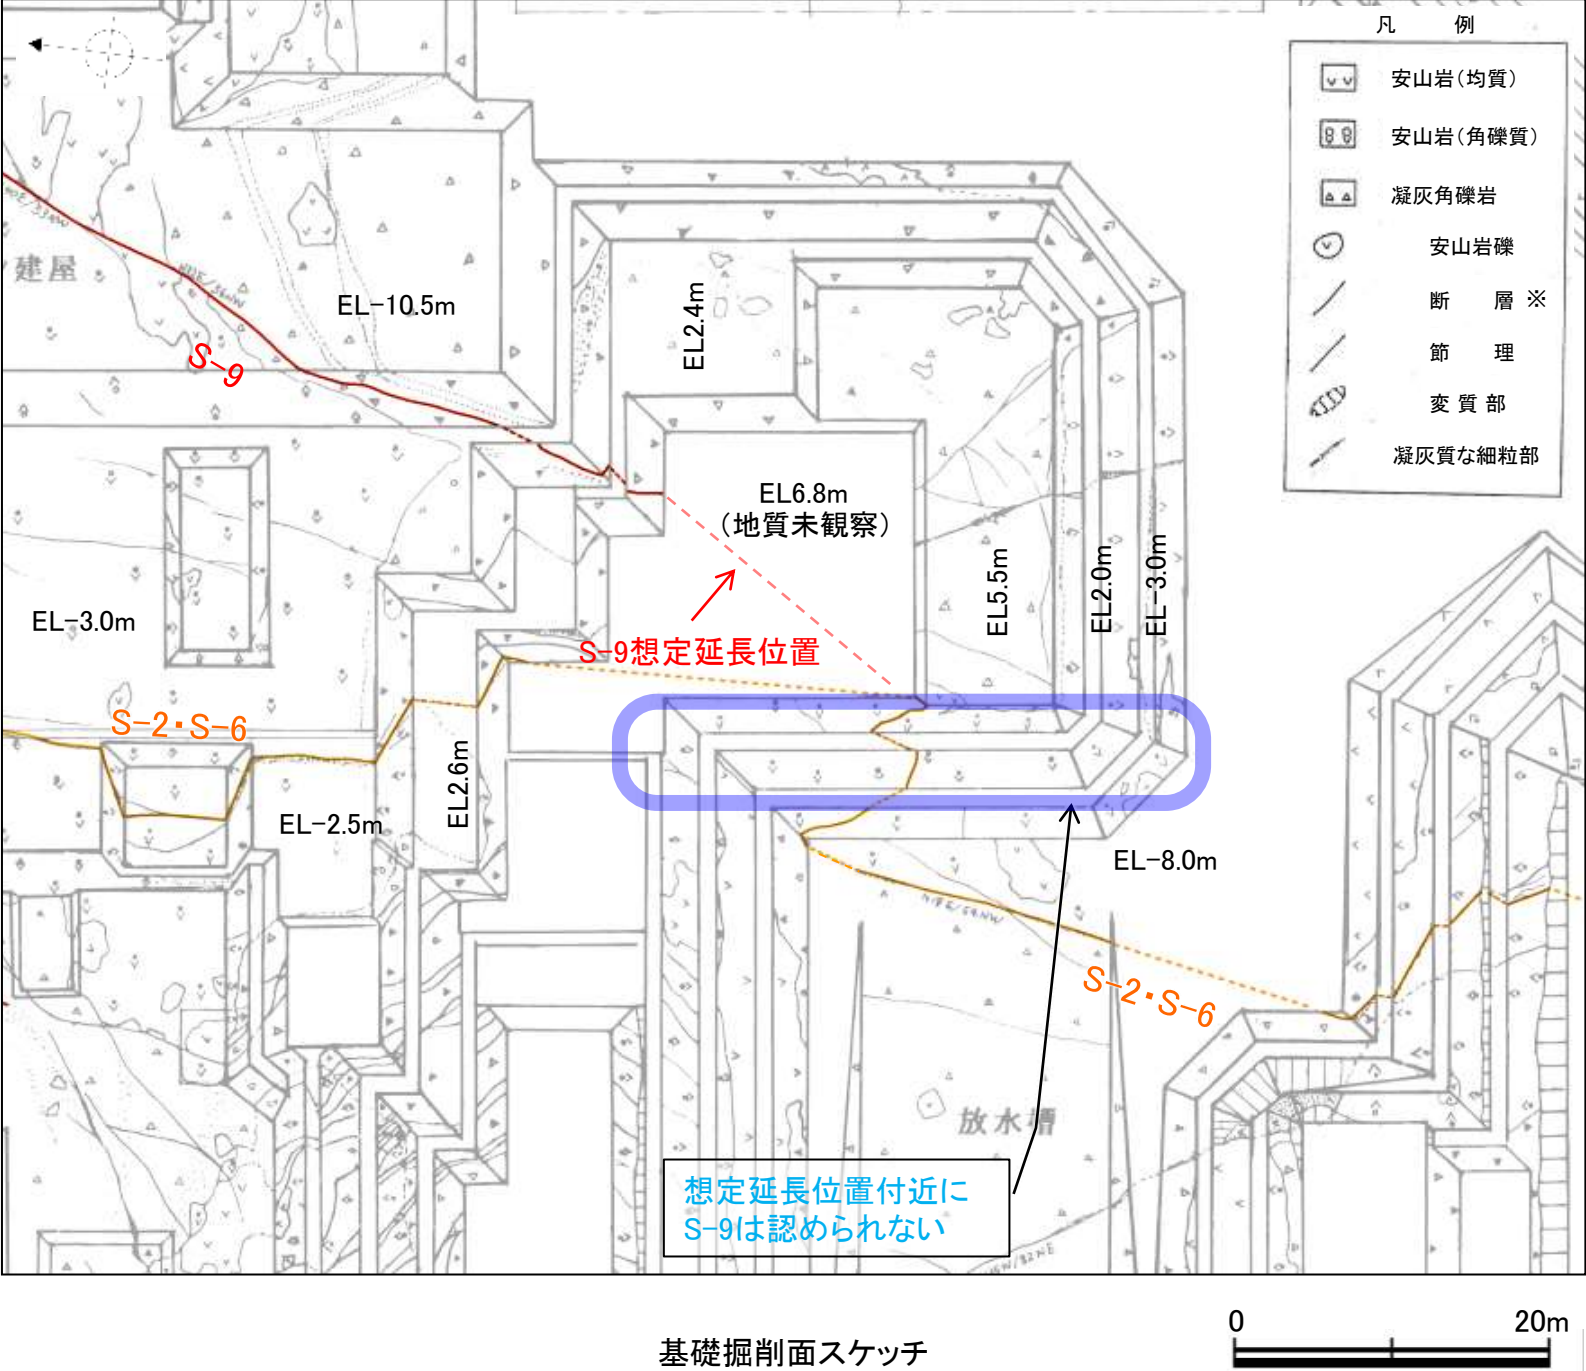 凡 例
安山岩(均質)
安山岩(角礫質)
凝灰角礫岩
安山岩礫
断 層 ※
節 理
変 質 部
凝灰質な細粒部
建屋
EL-10.5m
S-9
EL2.4m
EL6.8m
(地質未観察)
EL5.5m
EL2.0m
EL-3.0m
EL-3.0m
S-9想定延長位置
S-2・S-6
EL2.6m
EL-2.5m
EL-8.0m
S-2・S-6
放水槽
想定延長位置付近に
S-9は認められない
0 20m
基礎掘削面スケッチ